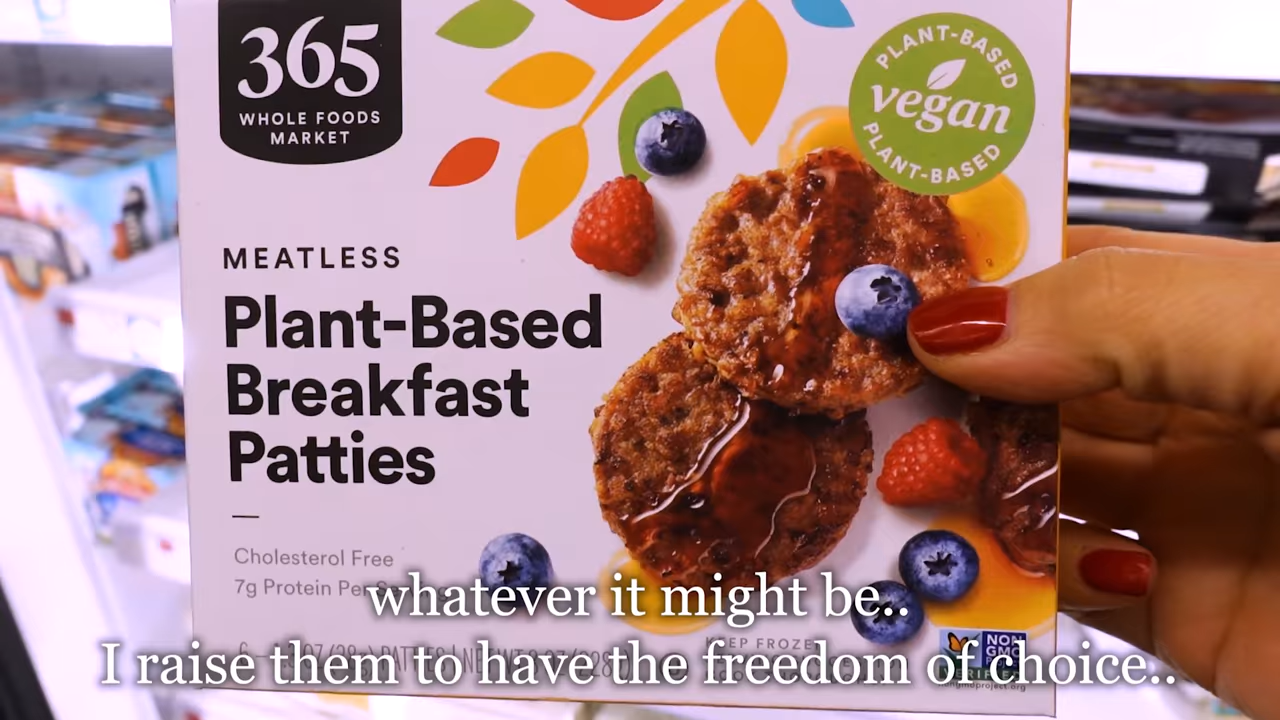 365
WHOLE FOODS
MARKET
PLANT-BASED
vegan
PLANT-BASED
MEATLESS
Plant-Based
Breakfast
Patties
Cholesterol Free
7g Protein Per
whatever it might be..
KEEP FROZEN
I raise them to have the freedom of choice..
NON
GMO
VERIFIED